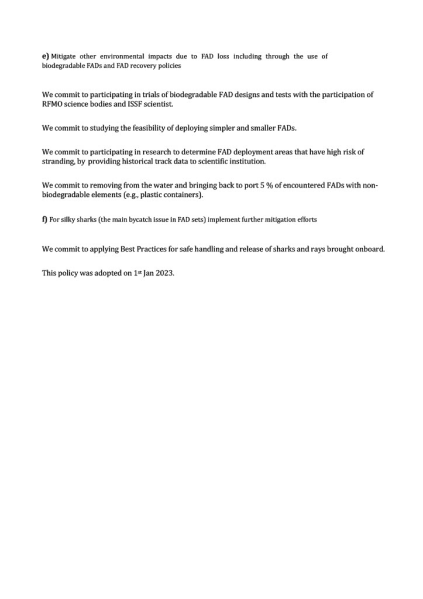 e) Mitigate other environmental impacts due to FAD loss including through the use of
biodegradable FADs and FAD recovery policies
We commit to participating in trials of biodegradable FAD designs and tests with the participation of
RFMO science bodies and ISSF scientist.
We commit to studying the feasibility of deploying simpler and smaller FADs.
We commit to participating in research to determine FAD deployment areas that have high risk of
stranding, by providing historical track data to scientific institution.
We commit to removing from the water and bringing back to port 5 % of encountered FADs with non-
biodegradable elements (e.g., plastic containers).
f) For silky sharks (the main bycatch issue in FAD sets) implement further mitigation efforts
We commit to applying Best Practices for safe handling and release of sharks and rays brought onboard.
This policy was adopted on 1st Jan 2023.